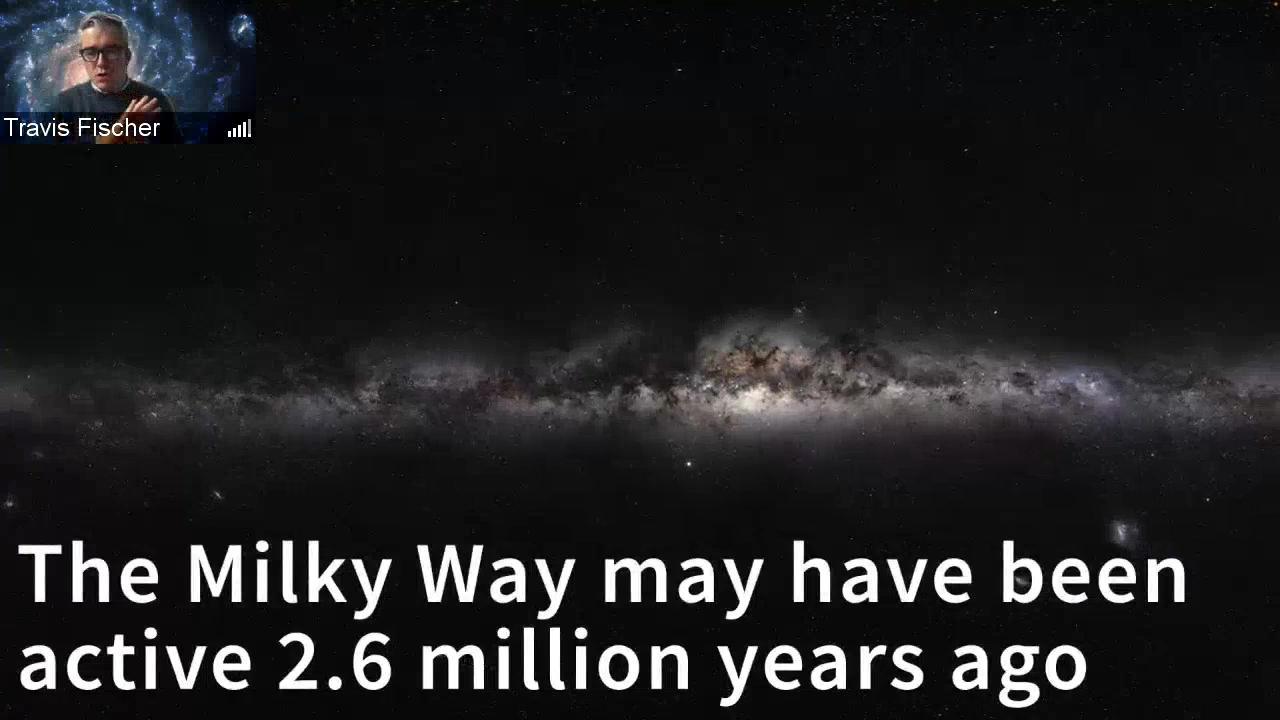 Travis Fischer
The Milky Way may have been
active 2.6 million years ago